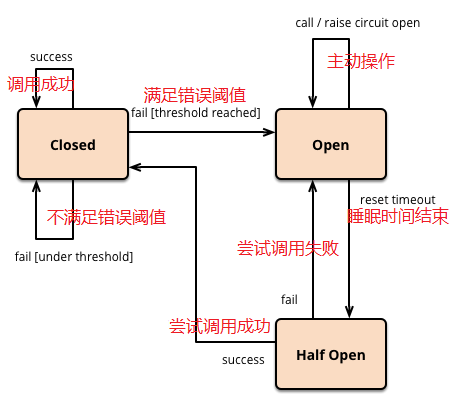 call / raise circuit open
success
主动操作
调用成功
满足错误阈值
fail [threshold reached]
Closed
Open
reset timeout
不满足错误阈值
睡眠时间结束
fail [under threshold]
尝试调用失败
fail
尝试调用成功
success
Half Open